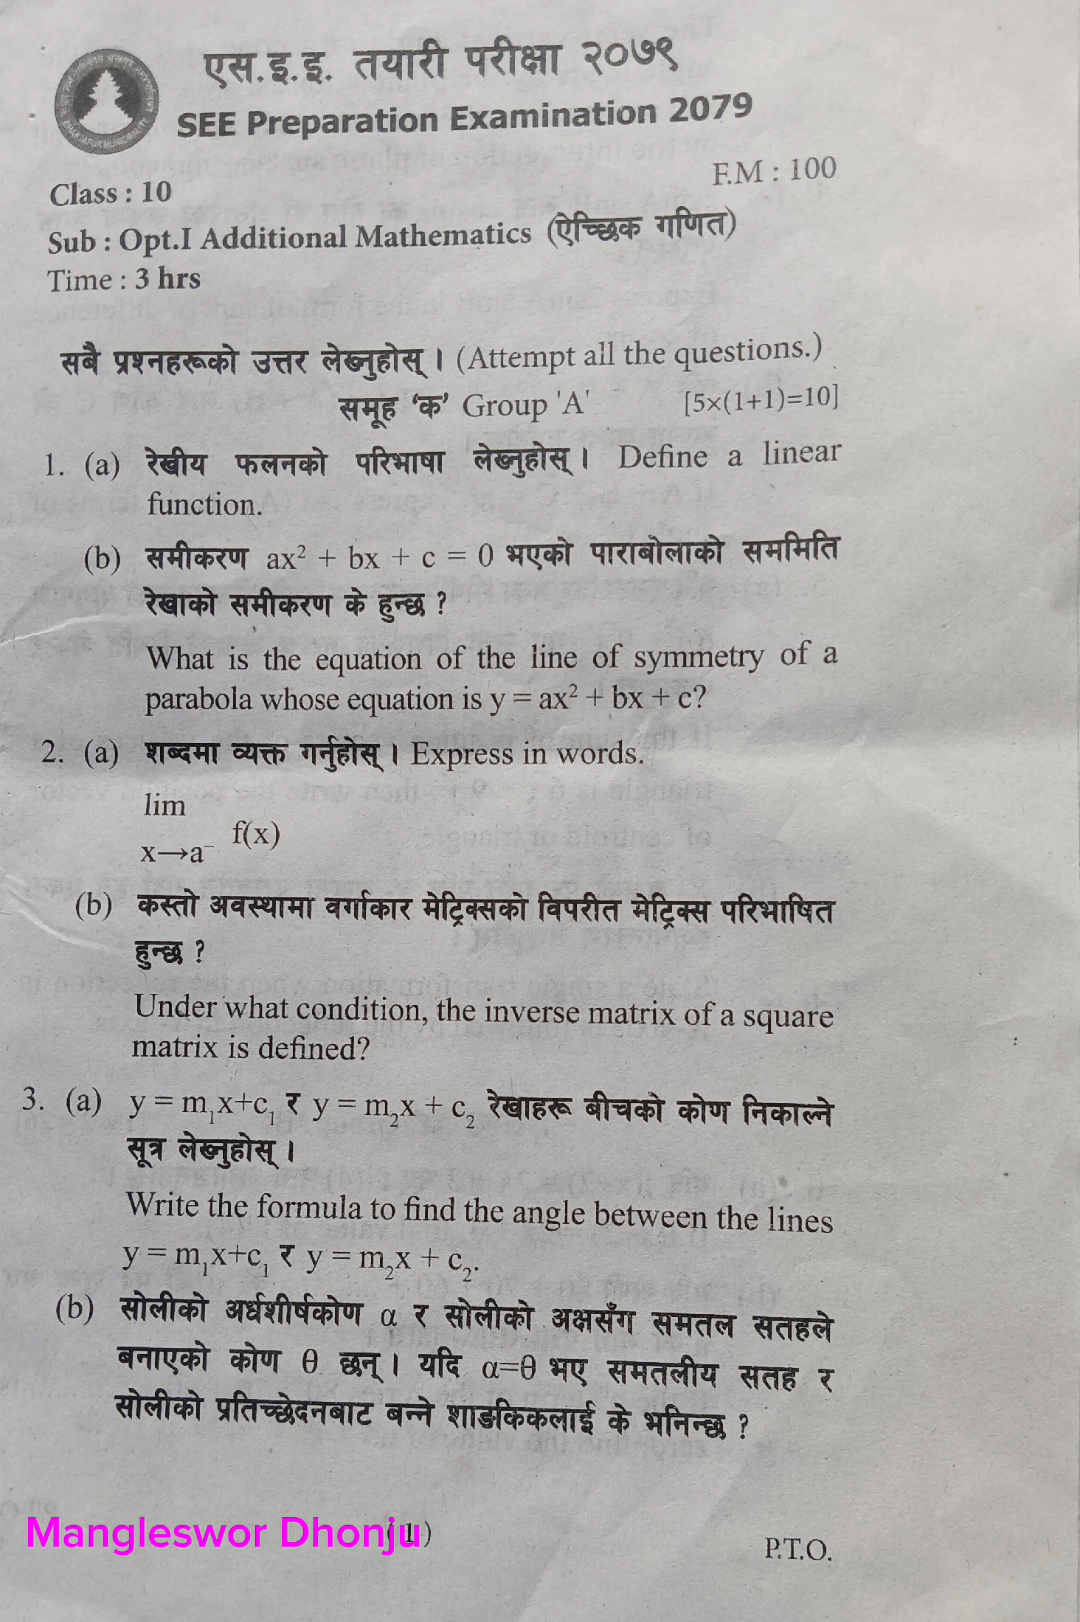 एस.इ.इ. तयारी परीक्षा २०७९
SEE Preparation Examination 2079
BHAKTAPUR MUNICIPALITY
F.M : 100
Class : 10
Sub : Opt.I Additional Mathematics (ऐच्छिक गणित)
Time : 3 hrs
सबै प्रश्नहरूको उत्तर लेख्नुहोस् । (Attempt all the questions.)
समूह ‘क’ Group 'A' [5×(1+1)=10]
1. (a) रेखीय फलनको परिभाषा लेख्नुहोस् । Define a linear
function.
(b) समीकरण ax² + bx + c = 0 भएको पाराबोलाको सममिति
रेखाको समीकरण के हुन्छ ?
What is the equation of the line of symmetry of a
parabola whose equation is y = ax² + bx + c?
2. (a) शब्दमा व्यक्त गर्नुहोस् । Express in words.
lim
f(x)
x→a⁻
(b) कस्तो अवस्थामा वर्गाकार मेट्रिक्सको विपरीत मेट्रिक्स परिभाषित
हुन्छ ?
Under what condition, the inverse matrix of a square
matrix is defined?
3. (a) y = m₁x+c₁ र y = m₂x + c₂ रेखाहरू बीचको कोण निकाल्ने
सूत्र लेख्नुहोस् ।
Write the formula to find the angle between the lines
y = m₁x+c₁ र y = m₂x + c₂.
(b) सोलीको अर्धशीर्षकोण α र सोलीको अक्षसँग समतल सतहले
बनाएको कोण θ छन् । यदि α=θ भए समतलीय सतह र
सोलीको प्रतिच्छेदनबाट बन्ने शाङकिकलाई के भनिन्छ ?
Mangleswor Dhonju
(1)
P.T.O.